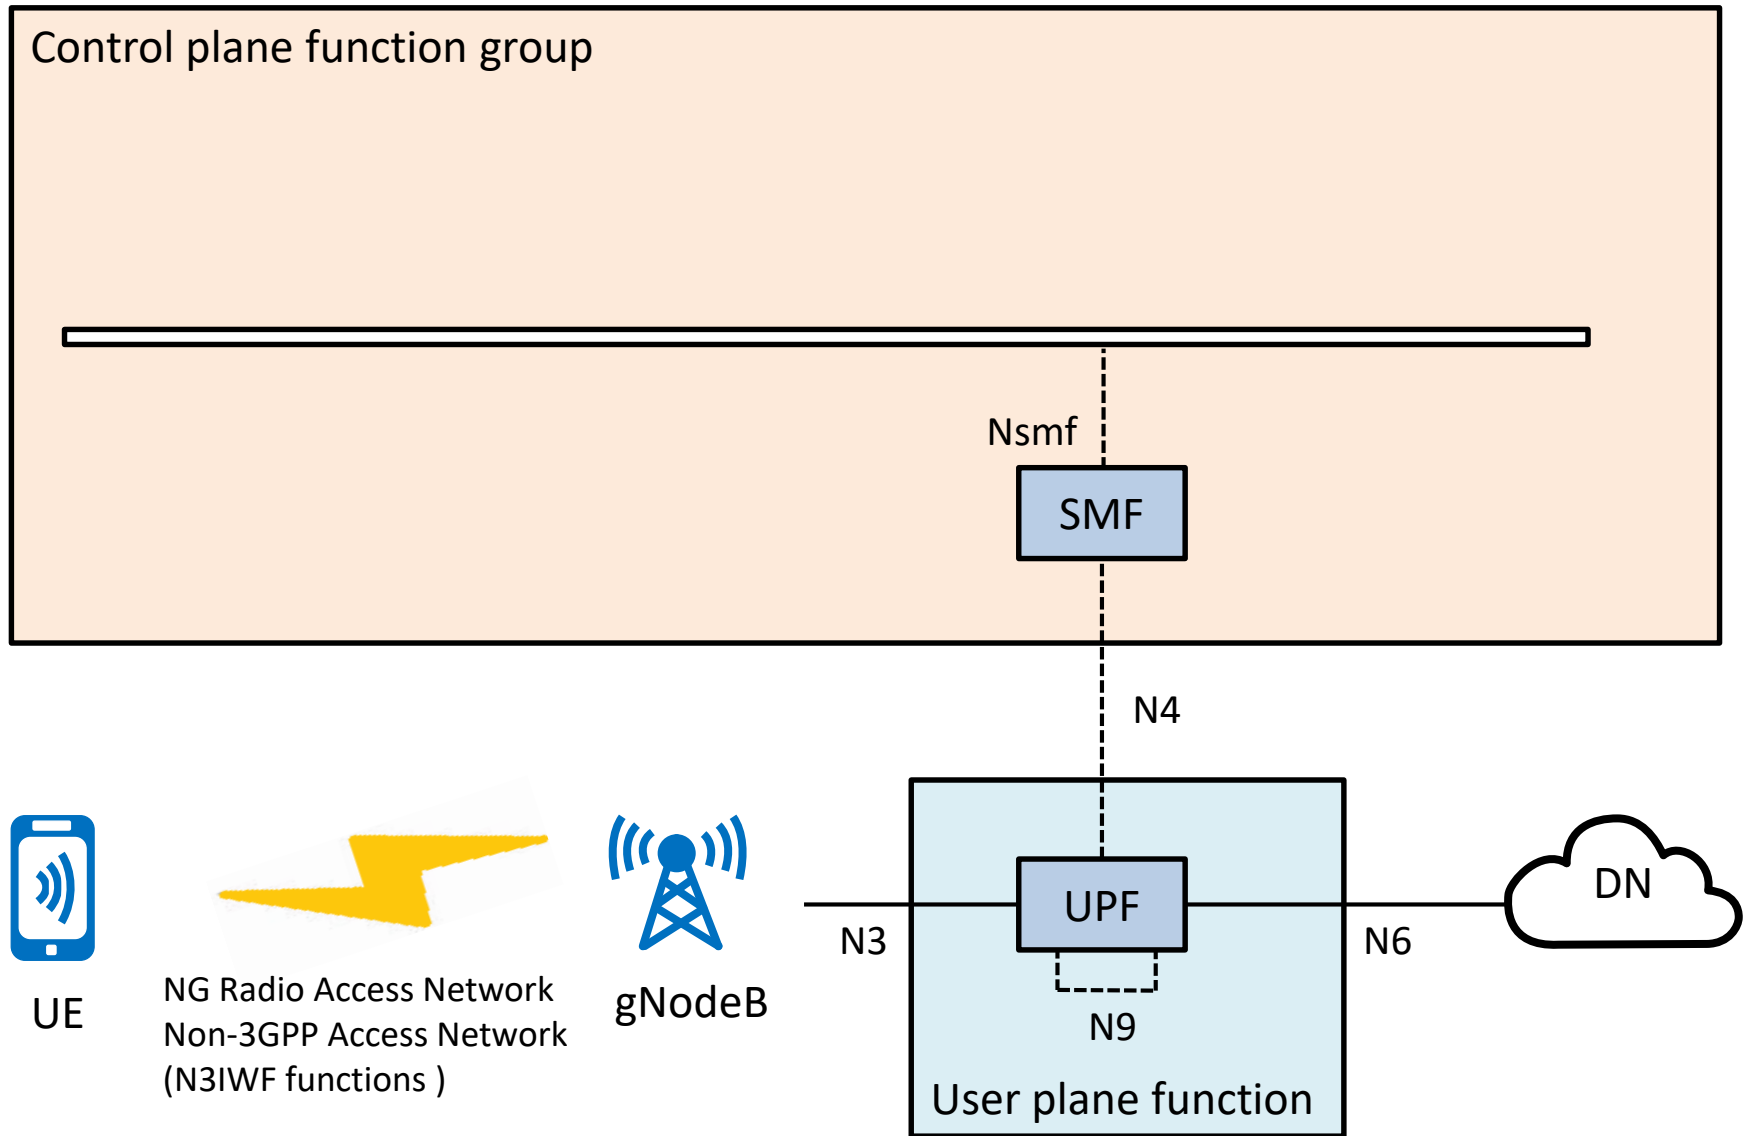 Control plane function group
Nsmf
SMF
N4
UPF
DN
N3
N6
N9
UE
NG Radio Access Network
Non-3GPP Access Network
(N3IWF functions )
gNodeB
User plane function